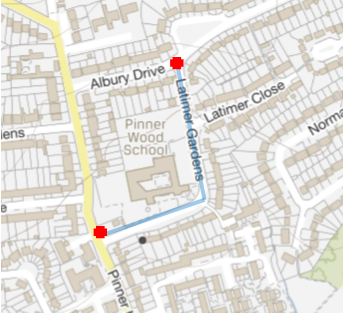 Albury Drive
Latimer Gardens
Latimer Close
Pinner
Wood
School
Norma
ens
e
Pinner